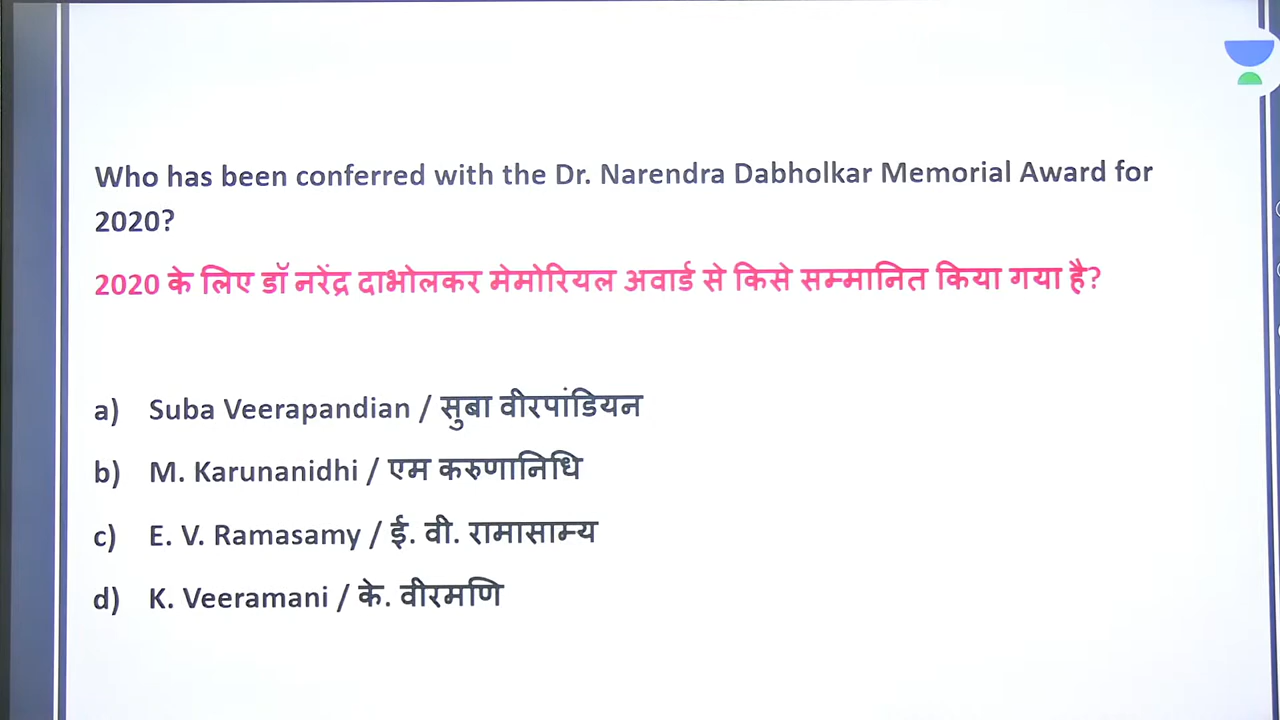 Who has been conferred with the Dr. Narendra Dabholkar Memorial Award for
2020?
2020 के लिए डॉ नरेंद्र दाभोलकर मेमोरियल अवार्ड से किसे सम्मानित किया गया है?
a) Suba Veerapandian / सुबा वीरपांडियन
b) M. Karunanidhi / एम करुणानिधि
c) E. V. Ramasamy / ई. वी. रामासाम्य
d) K. Veeramani / के. वीरमणि